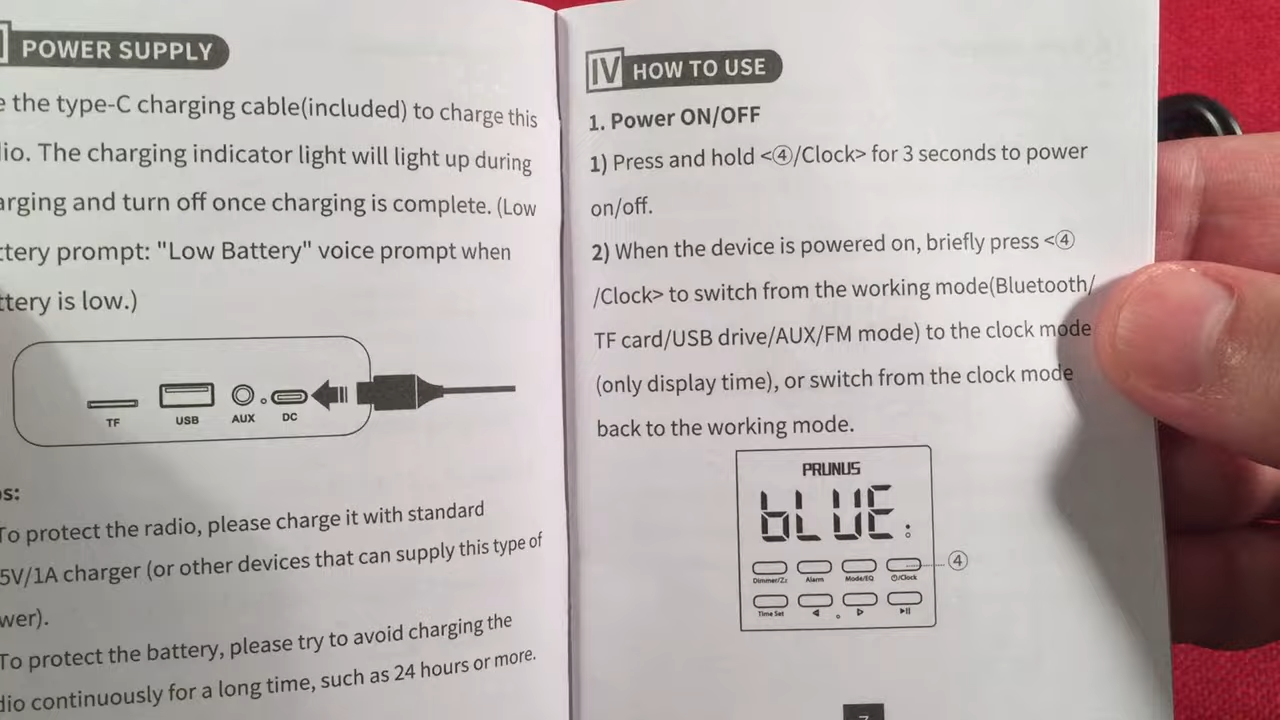 POWER SUPPLY
the type-C charging cable(included) to charge this
The charging indicator light will light up during
and turn off once charging is complete. (Low
prompt: "Low Battery" voice prompt when
is low.)
TF
USB
AUX
DC
To protect the radio, please charge it with standard
5V/1A charger (or other devices that can supply this type of
To protect the battery, please try to avoid charging the
continuously for a long time, such as 24 hours or more.
IV HOW TO USE
1. Power ON/OFF
1) Press and hold <④/Clock> for 3 seconds to power
on/off.
2) When the device is powered on, briefly press <④
/Clock> to switch from the working mode(Bluetooth/
TF card/USB drive/AUX/FM mode) to the clock mode
(only display time), or switch from the clock mode
back to the working mode.
PRUNUS
bLUE
Dimmer/Zz Alarm Mode/EQ ⏻/Clock
④
Time Set